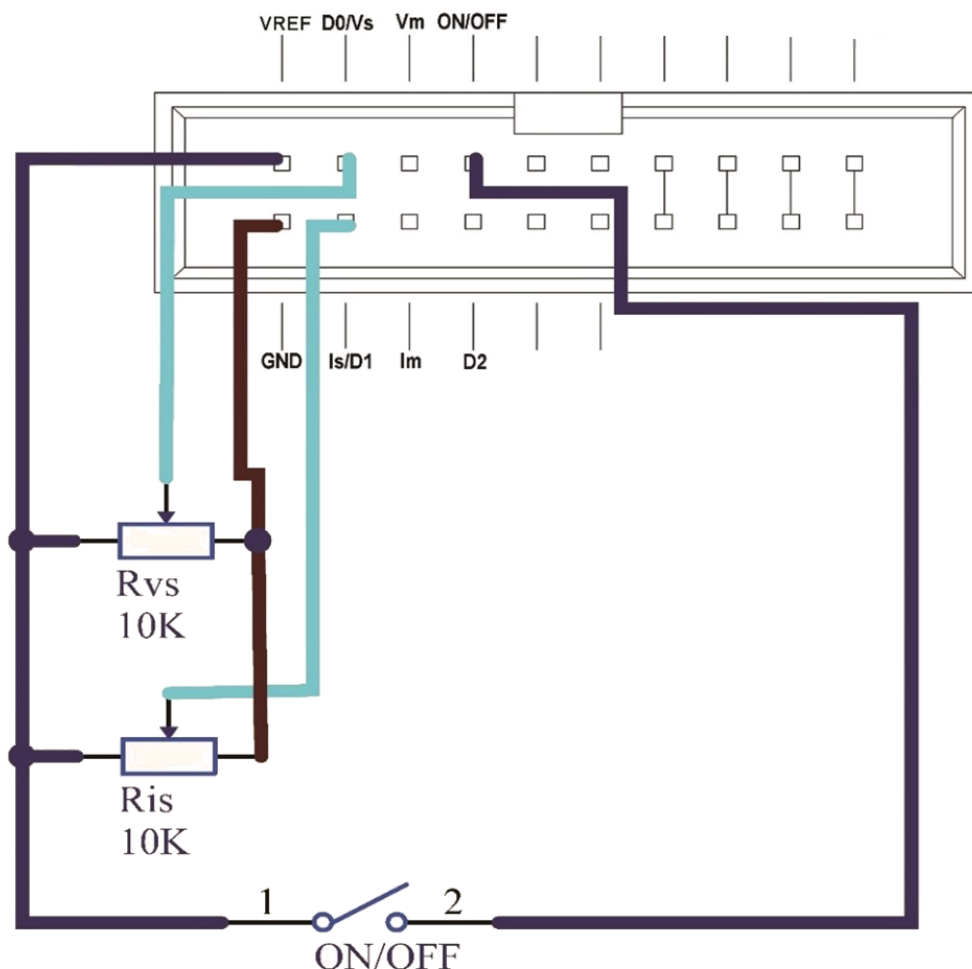 VREF D0/Vs Vm ON/OFF
GND Is/D1 Im D2
Rvs
10K
Ris
10K
1 2
ON/OFF